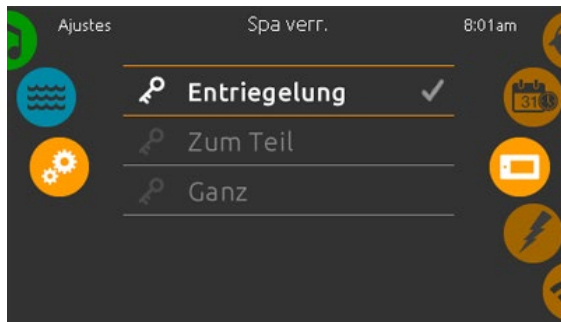 Ajustes Spa verr. 8:01am
Entriegelung
Zum Teil
Ganz
31